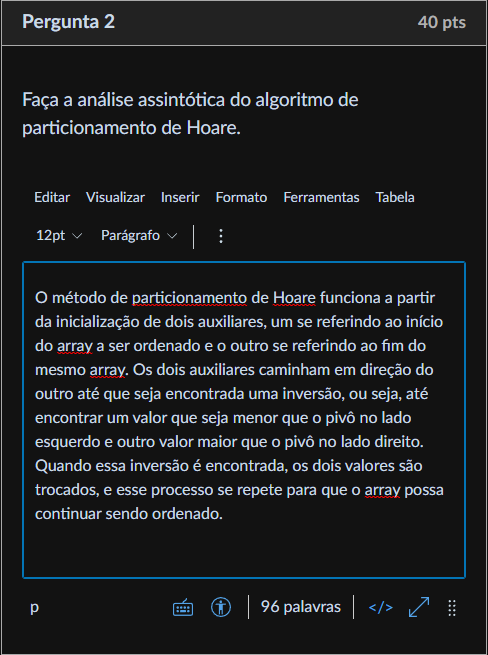 Pergunta 2 40 pts
Faça a análise assintótica do algoritmo de
particionamento de Hoare.
Editar Visualizar Inserir Formato Ferramentas Tabela
12pt Parágrafo
O método de particionamento de Hoare funciona a partir
da inicialização de dois auxiliares, um se referindo ao início
do array a ser ordenado e o outro se referindo ao fim do
mesmo array. Os dois auxiliares caminham em direção do
outro até que seja encontrada uma inversão, ou seja, até
encontrar um valor que seja menor que o pivô no lado
esquerdo e outro valor maior que o pivô no lado direito.
Quando essa inversão é encontrada, os dois valores são
trocados, e esse processo se repete para que o array possa
continuar sendo ordenado.
p 96 palavras </>